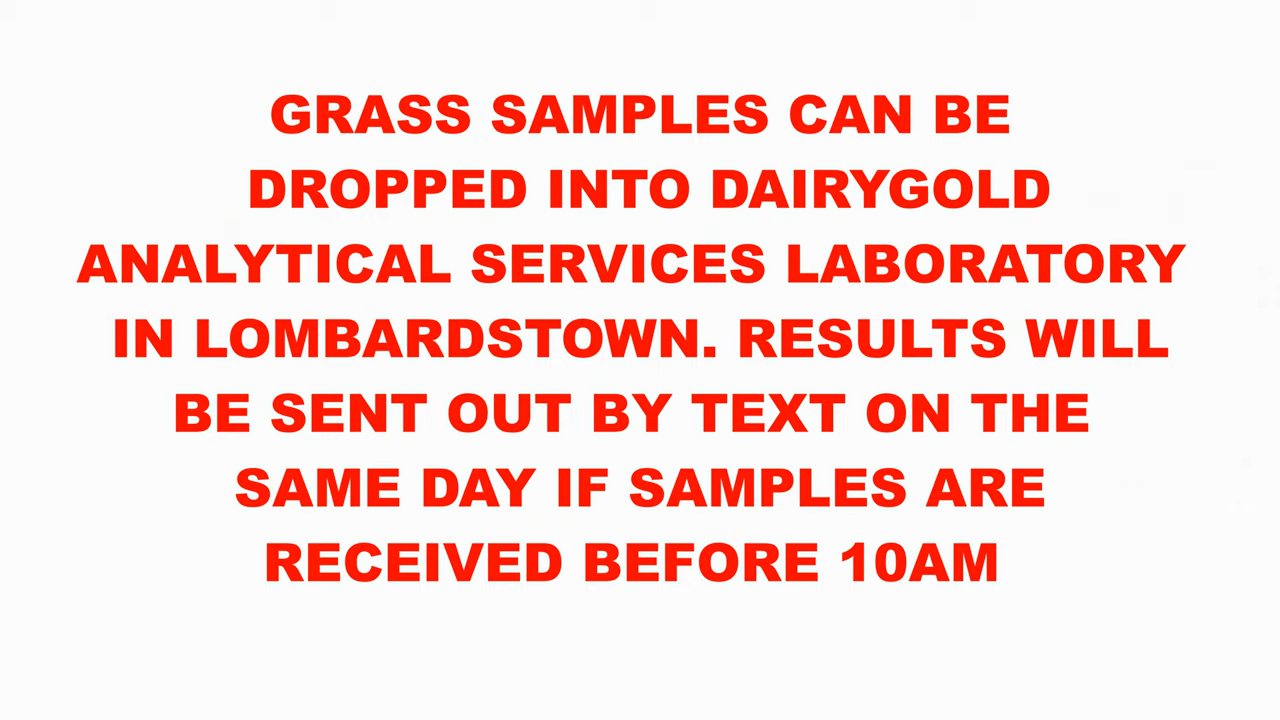 GRASS SAMPLES CAN BE
DROPPED INTO DAIRYGOLD
ANALYTICAL SERVICES LABORATORY
IN LOMBARDSTOWN. RESULTS WILL
BE SENT OUT BY TEXT ON THE
SAME DAY IF SAMPLES ARE
RECEIVED BEFORE 10AM